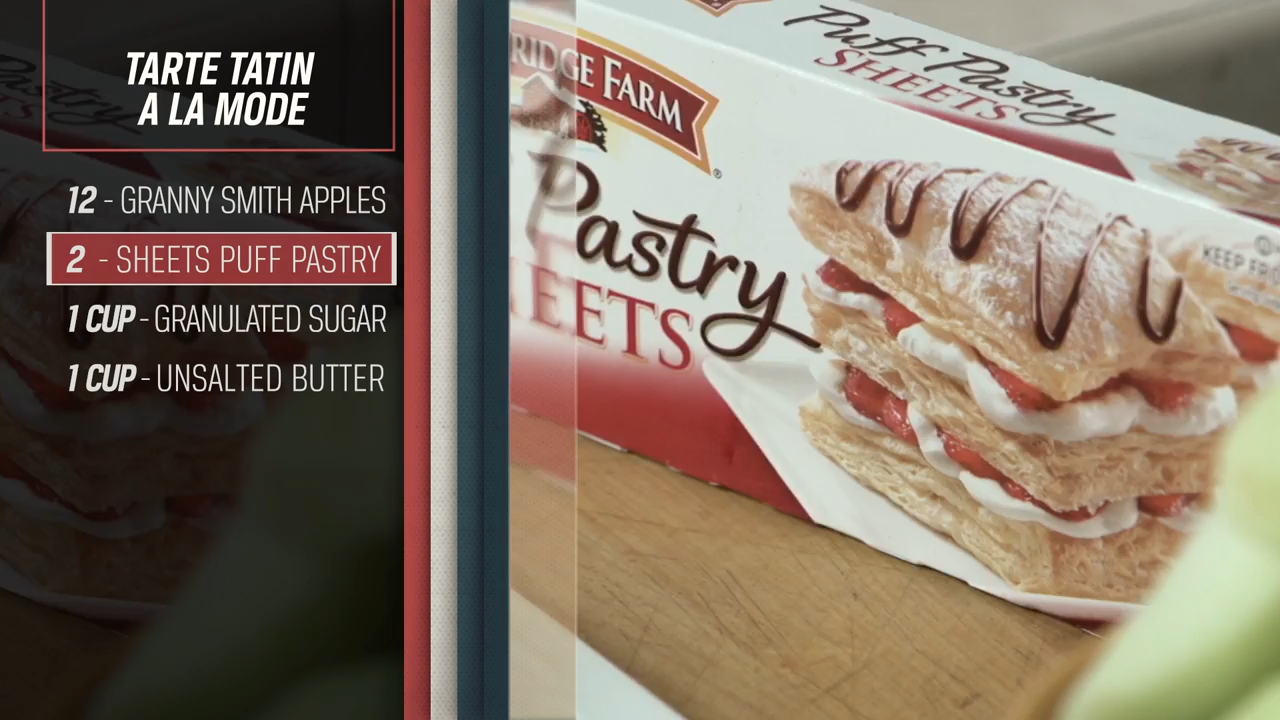 TARTE TATIN
A LA MODE
12 - GRANNY SMITH APPLES
2 - SHEETS PUFF PASTRY
1 CUP - GRANULATED SUGAR
1 CUP - UNSALTED BUTTER
RIDGE FARM
®
Pastry
EETS
Puff Pastry
SHEETS
KEEP